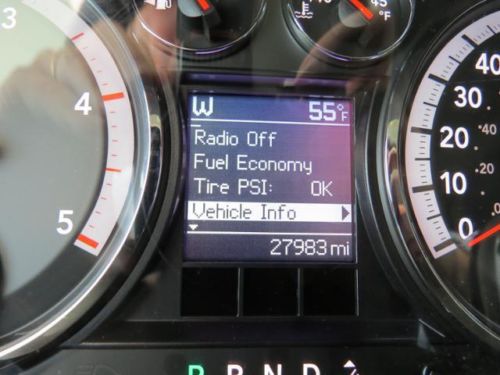 3
4
5
45
°F
W 55°F
Radio Off
Fuel Economy
Tire PSI: OK
Vehicle Info
27983 mi
40
30
20
10
0
P R N D